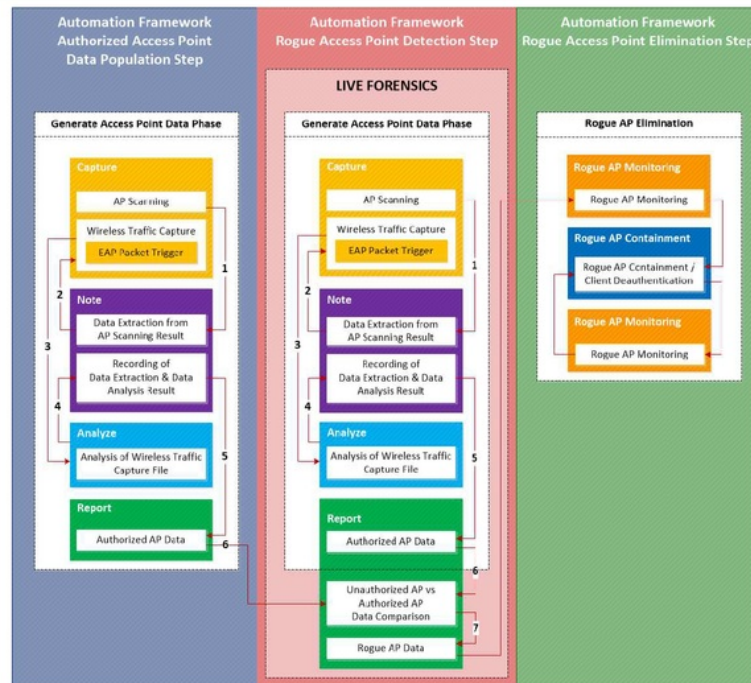 Automation Framework
Authorized Access Point
Data Population Step
Generate Access Point Data Phase
Capture
AP Scanning
Wireless Traffic Capture
EAP Packet Trigger
1
2
Note
Data Extraction from
AP Scanning Result
3
Recording of
Data Extraction & Data
Analysis Result
4
Analyze
5
Analysis of Wireless Traffic
Capture File
Report
Authorized AP Data
6
Automation Framework
Rogue Access Point Detection Step
LIVE FORENSICS
Generate Access Point Data Phase
Capture
AP Scanning
Wireless Traffic Capture
EAP Packet Trigger
1
2
Note
Data Extraction from
AP Scanning Result
3
Recording of
Data Extraction & Data
Analysis Result
4
Analyze
5
Analysis of Wireless Traffic
Capture File
Report
Authorized AP Data
6
Unauthorized AP vs
Authorized AP
Data Comparison
7
Rogue AP Data
Automation Framework
Rogue Access Point Elimination Step
Rogue AP Elimination
Rogue AP Monitoring
Rogue AP Monitoring
Rogue AP Containment
Rogue AP Containment /
Client Deauthentication
Rogue AP Monitoring
Rogue AP Monitoring